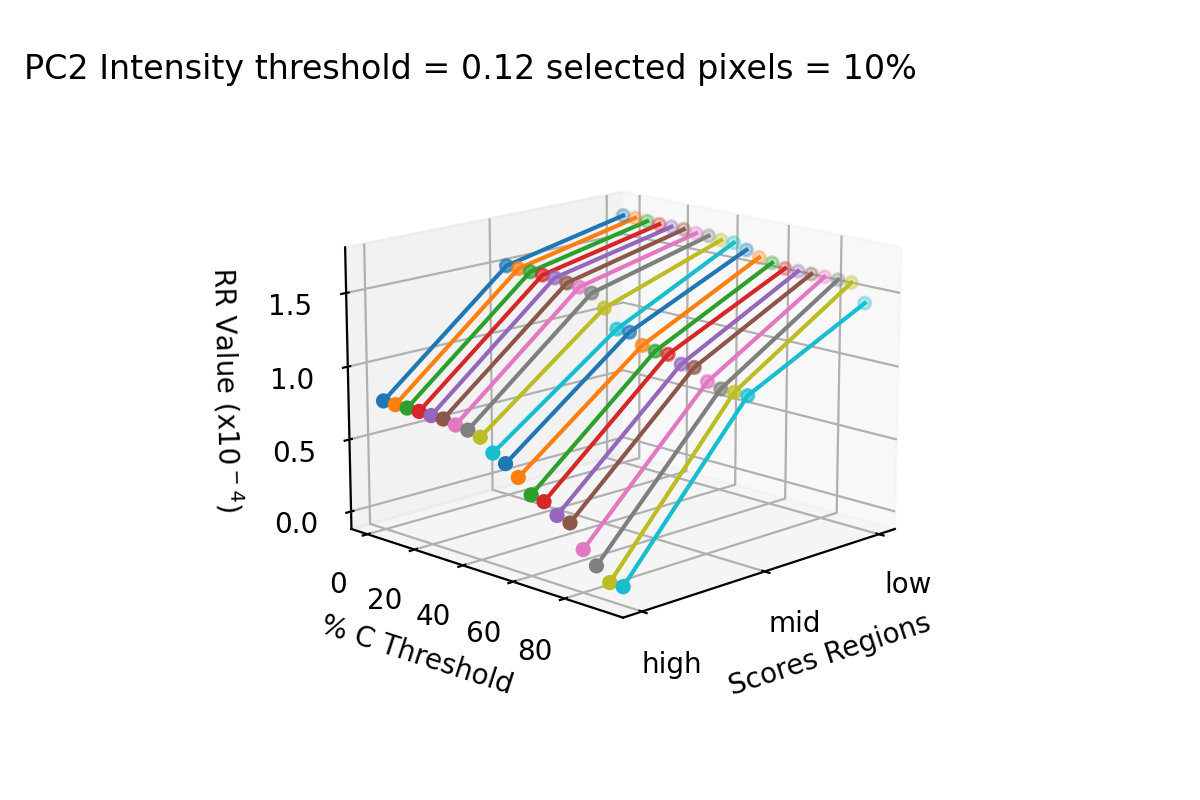 PC2 Intensity threshold = 0.12 selected pixels = 10%
RR Value (x10⁻⁴)
1.5
1.0
0.5
0.0
0
20
40
60
80
% C Threshold
low
mid
high
Scores Regions